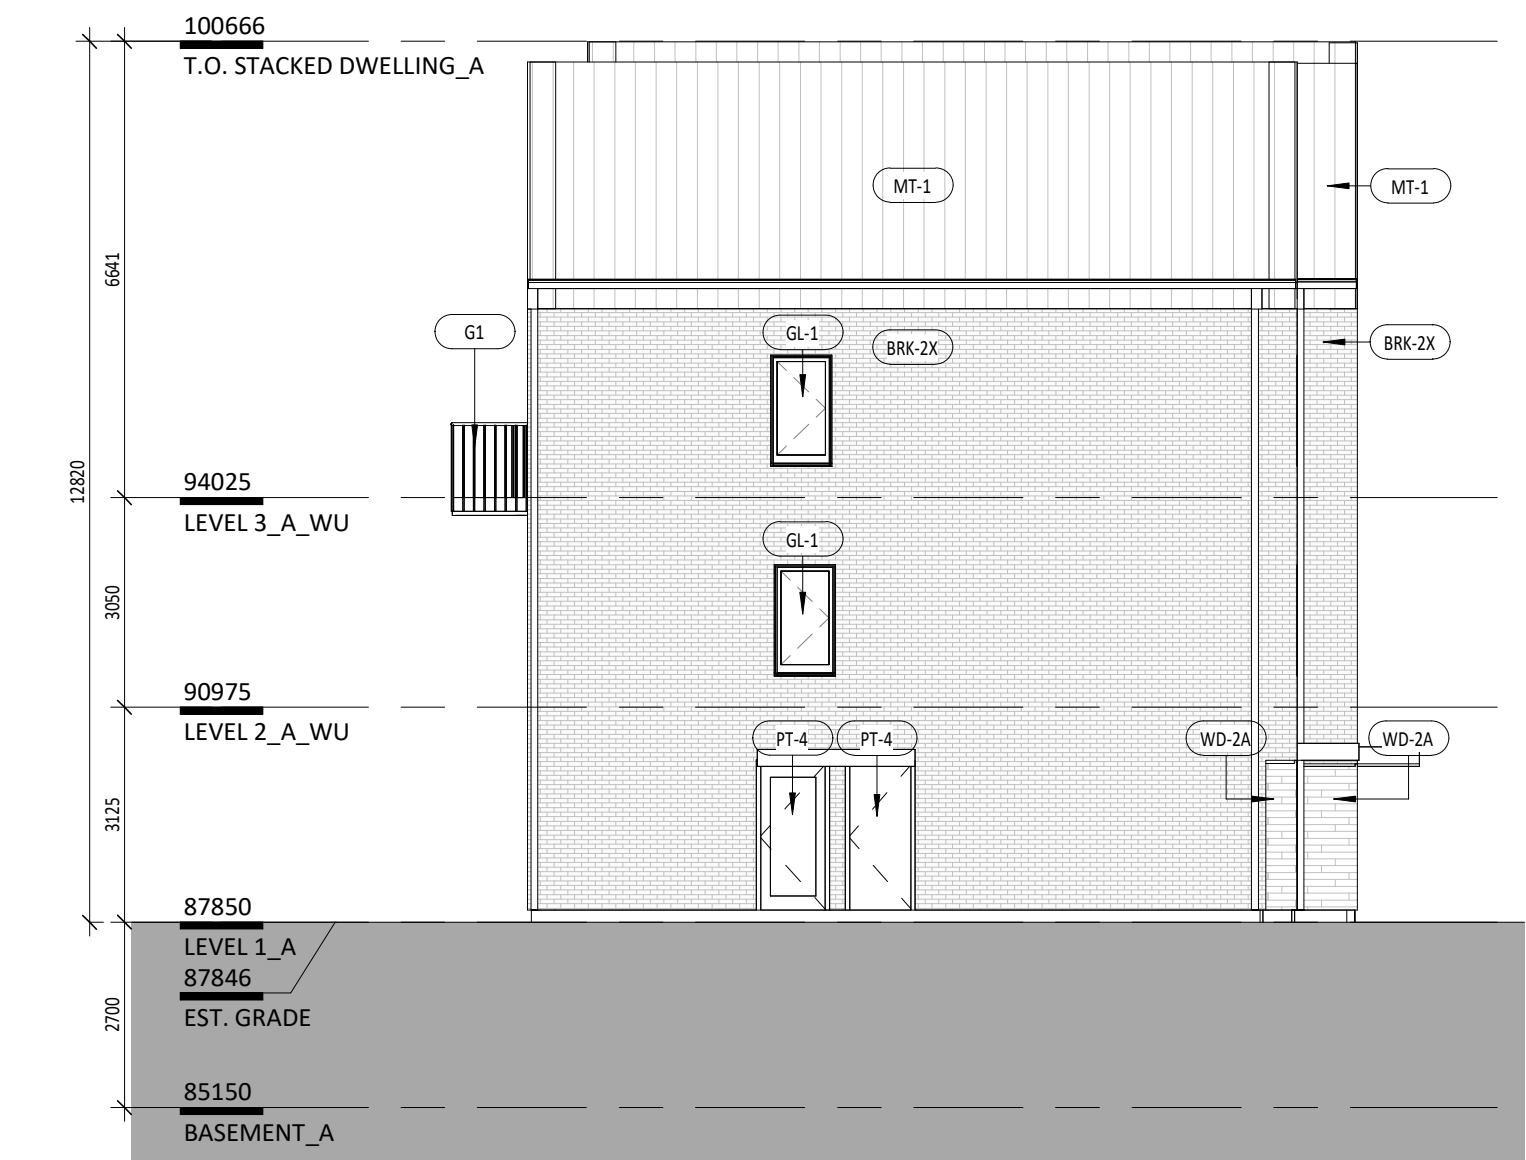 100666
T.O. STACKED DWELLING_A
MT-1
MT-1
6641
G1
GL-1
BRK-2X
BRK-2X
12820
94025
LEVEL 3_A_WU
GL-1
3050
90975
LEVEL 2_A_WU
PT-4
PT-4
WD-2A
WD-2A
3125
87850
LEVEL 1_A
87846
EST. GRADE
2700
85150
BASEMENT_A